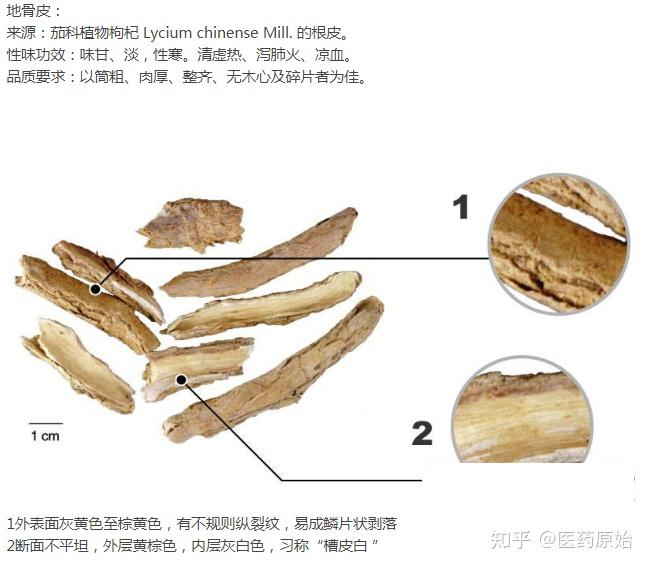 地骨皮：
来源：茄科植物枸杞 Lycium chinense Mill. 的根皮。
性味功效：味甘、淡，性寒。清虚热、泻肺火、凉血。
品质要求：以筒粗、肉厚、整齐、无木心及碎片者为佳。
1
2
1 cm
1外表面灰黄色至棕黄色，有不规则纵裂纹，易成鳞片状剥落
2断面不平坦，外层黄棕色，内层灰白色，习称“槽皮白 ”
知乎 @医药原始